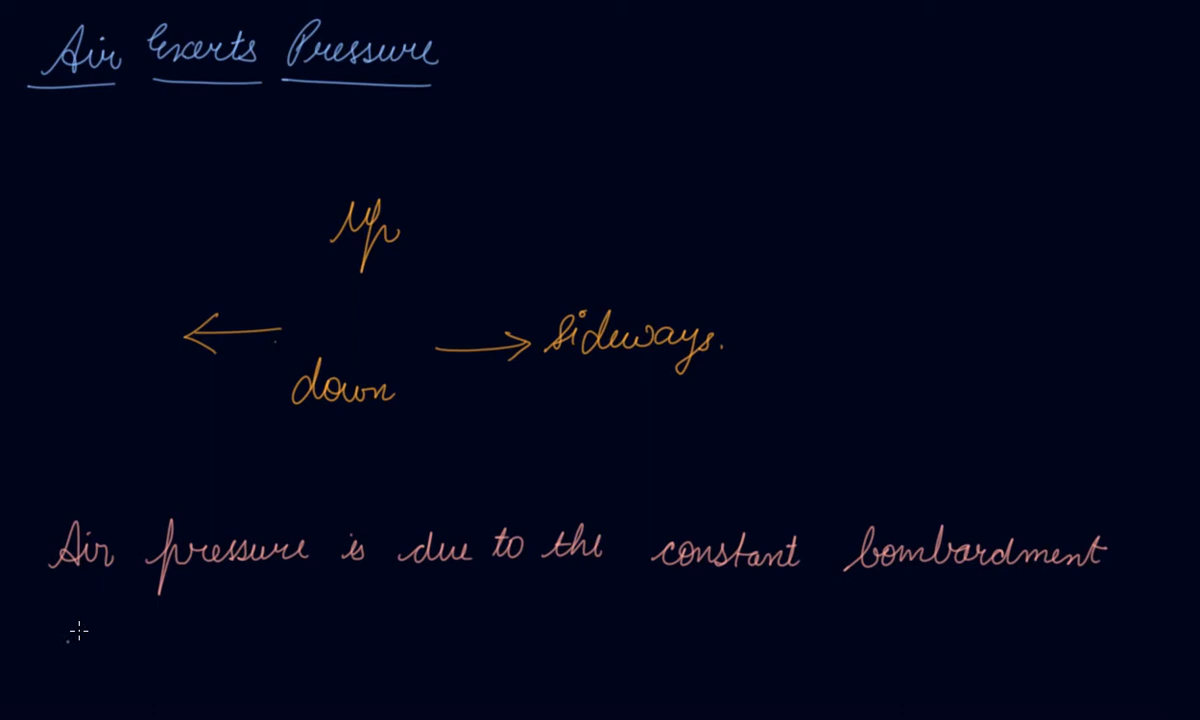 Air Exerts Pressure
Up
sideways.
down
Air pressure is due to the constant bombardment